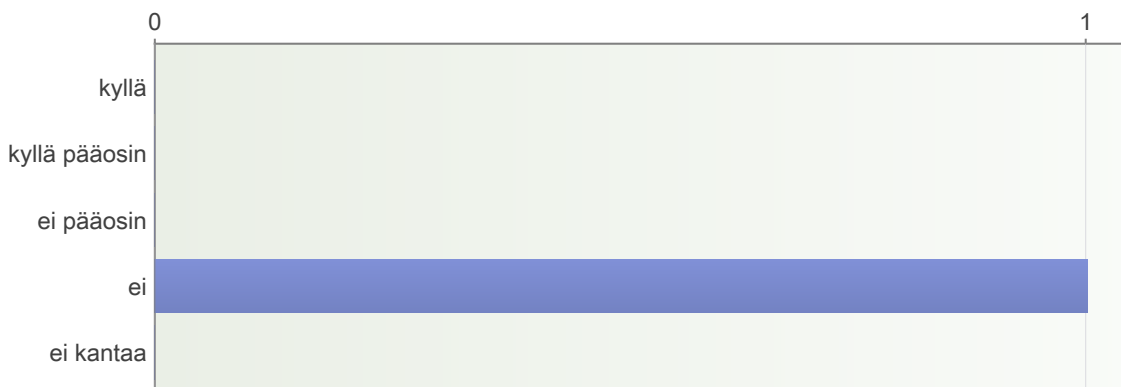 0 1
kyllä
kyllä pääosin
ei pääosin
ei
ei kantaa